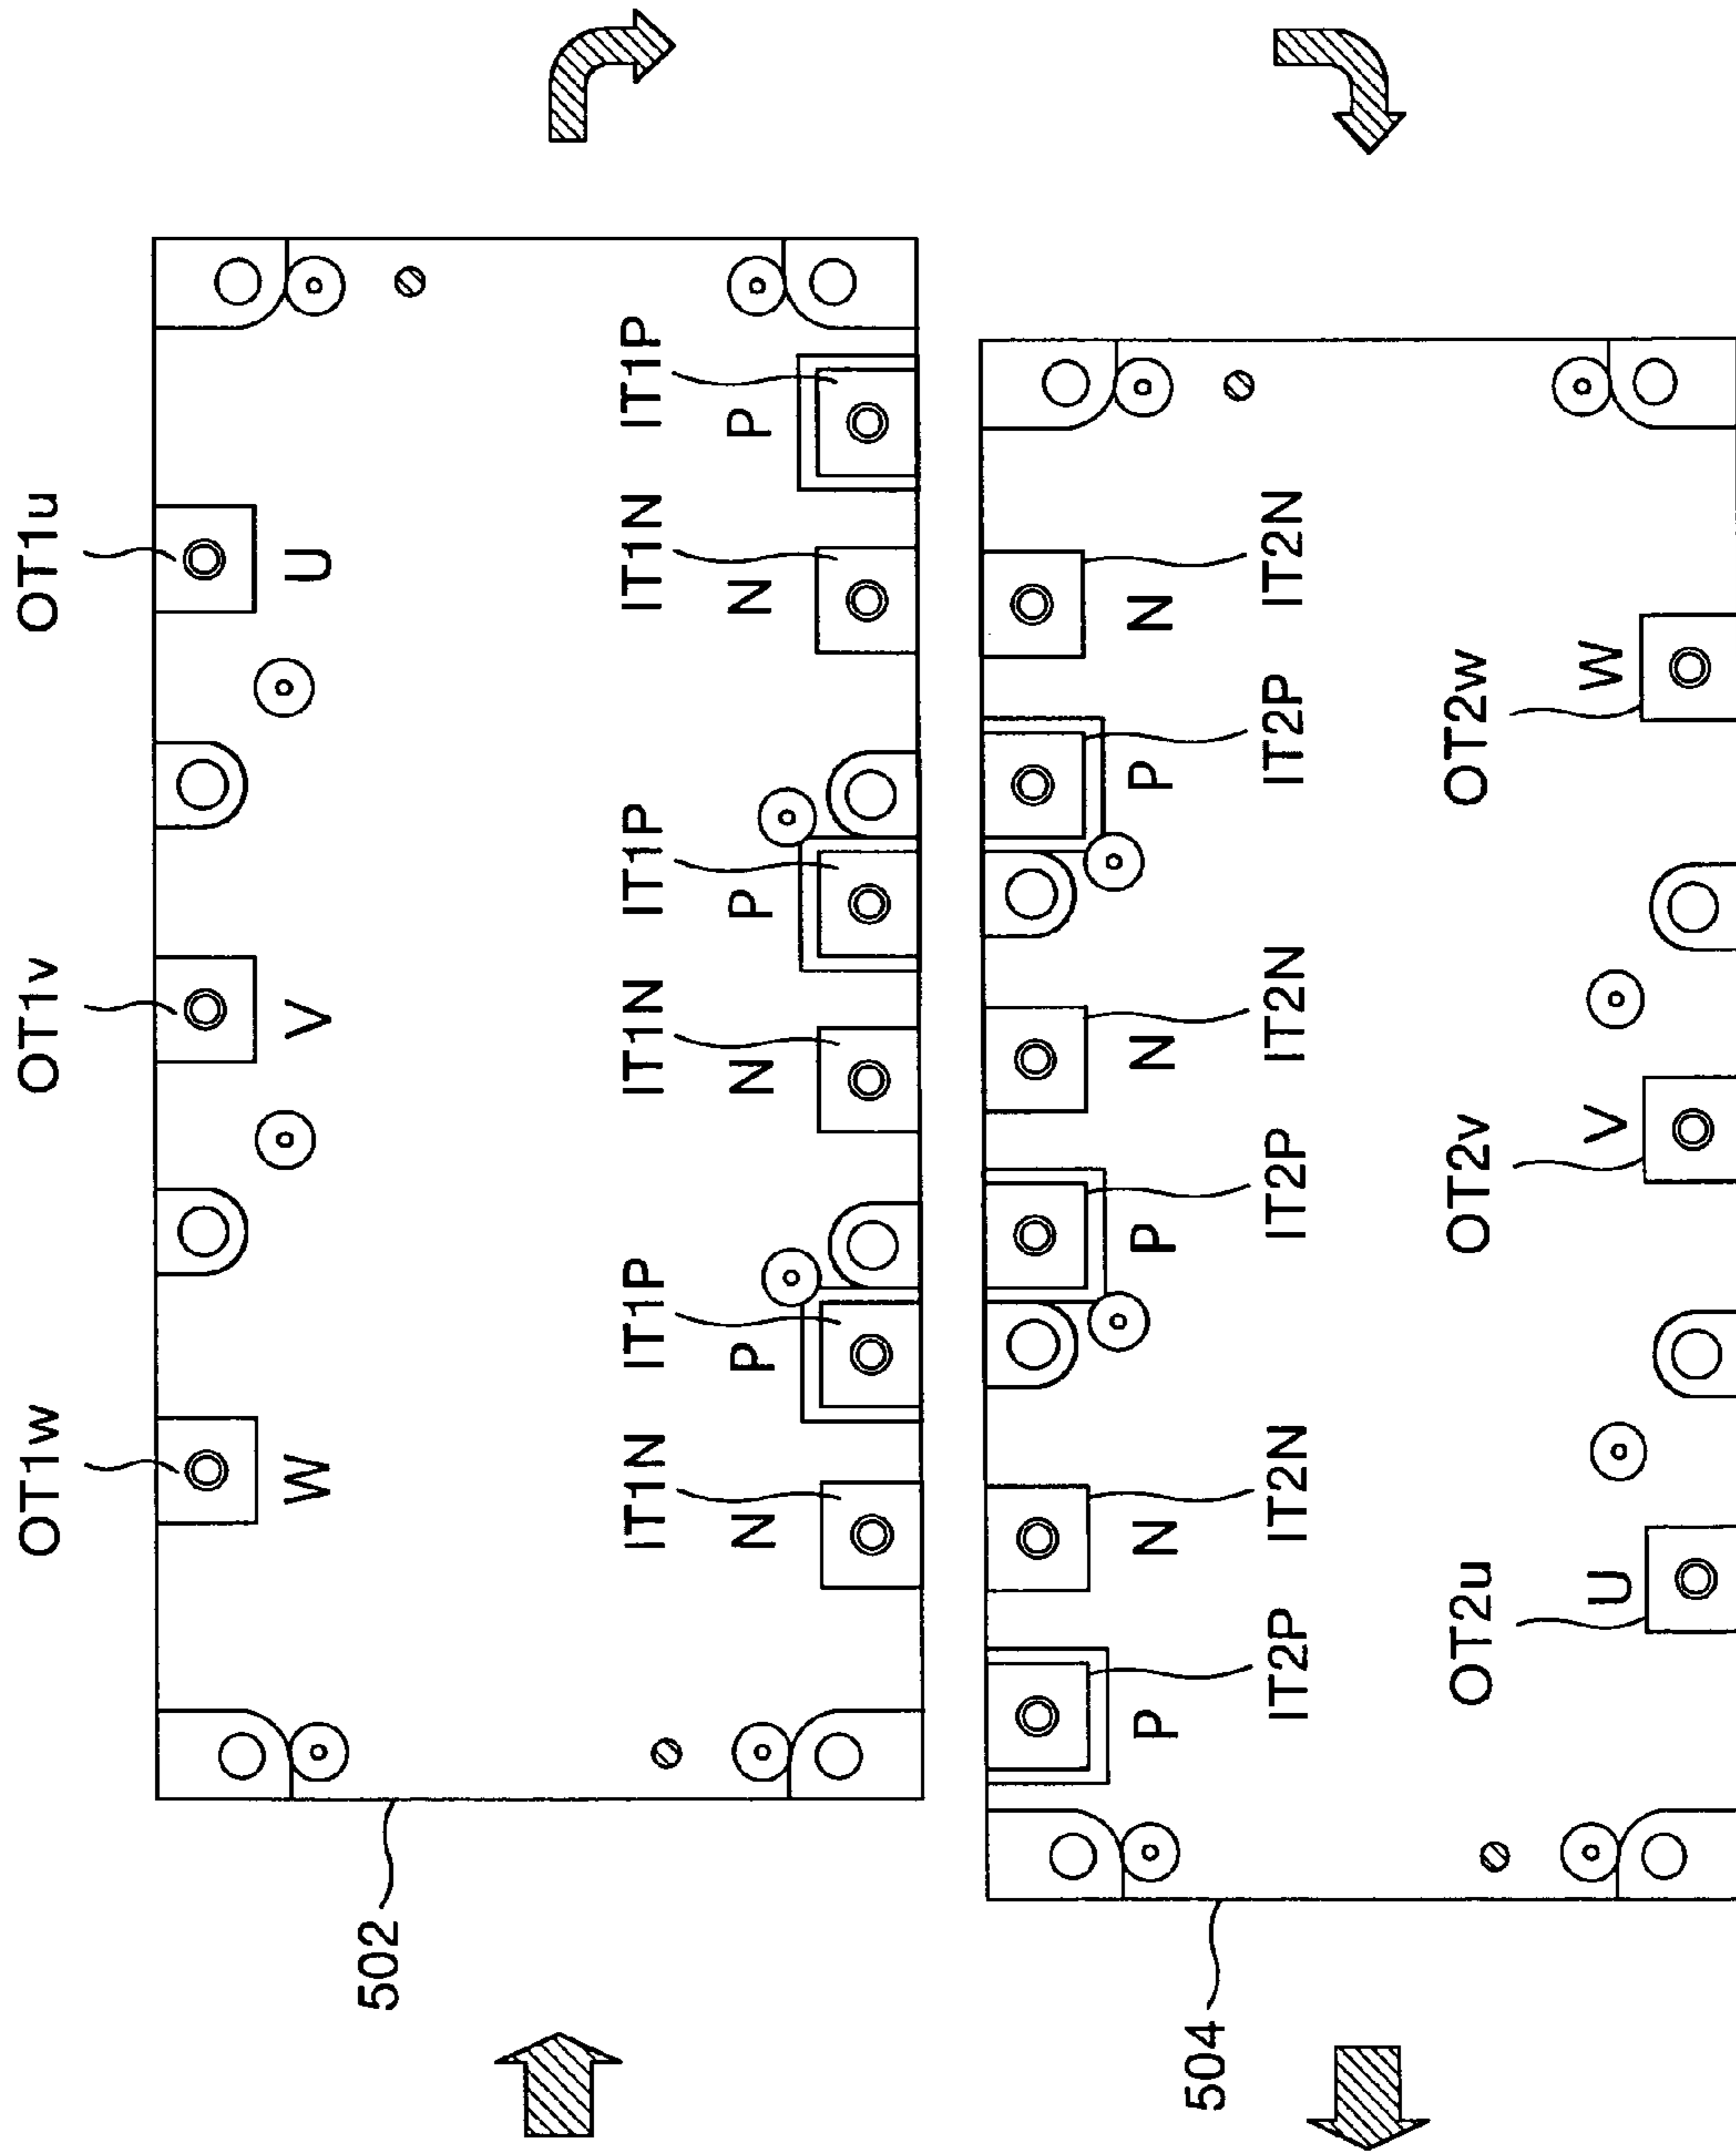 OT1w OT1v OT1u
W V U
502
IT1N IT1P IT1N IT1P IT1N IT1P
N P N P N P
P N P N P N
504
IT2P IT2N IT2P IT2N IT2P IT2N
OT2u OT2v OT2w
U V W